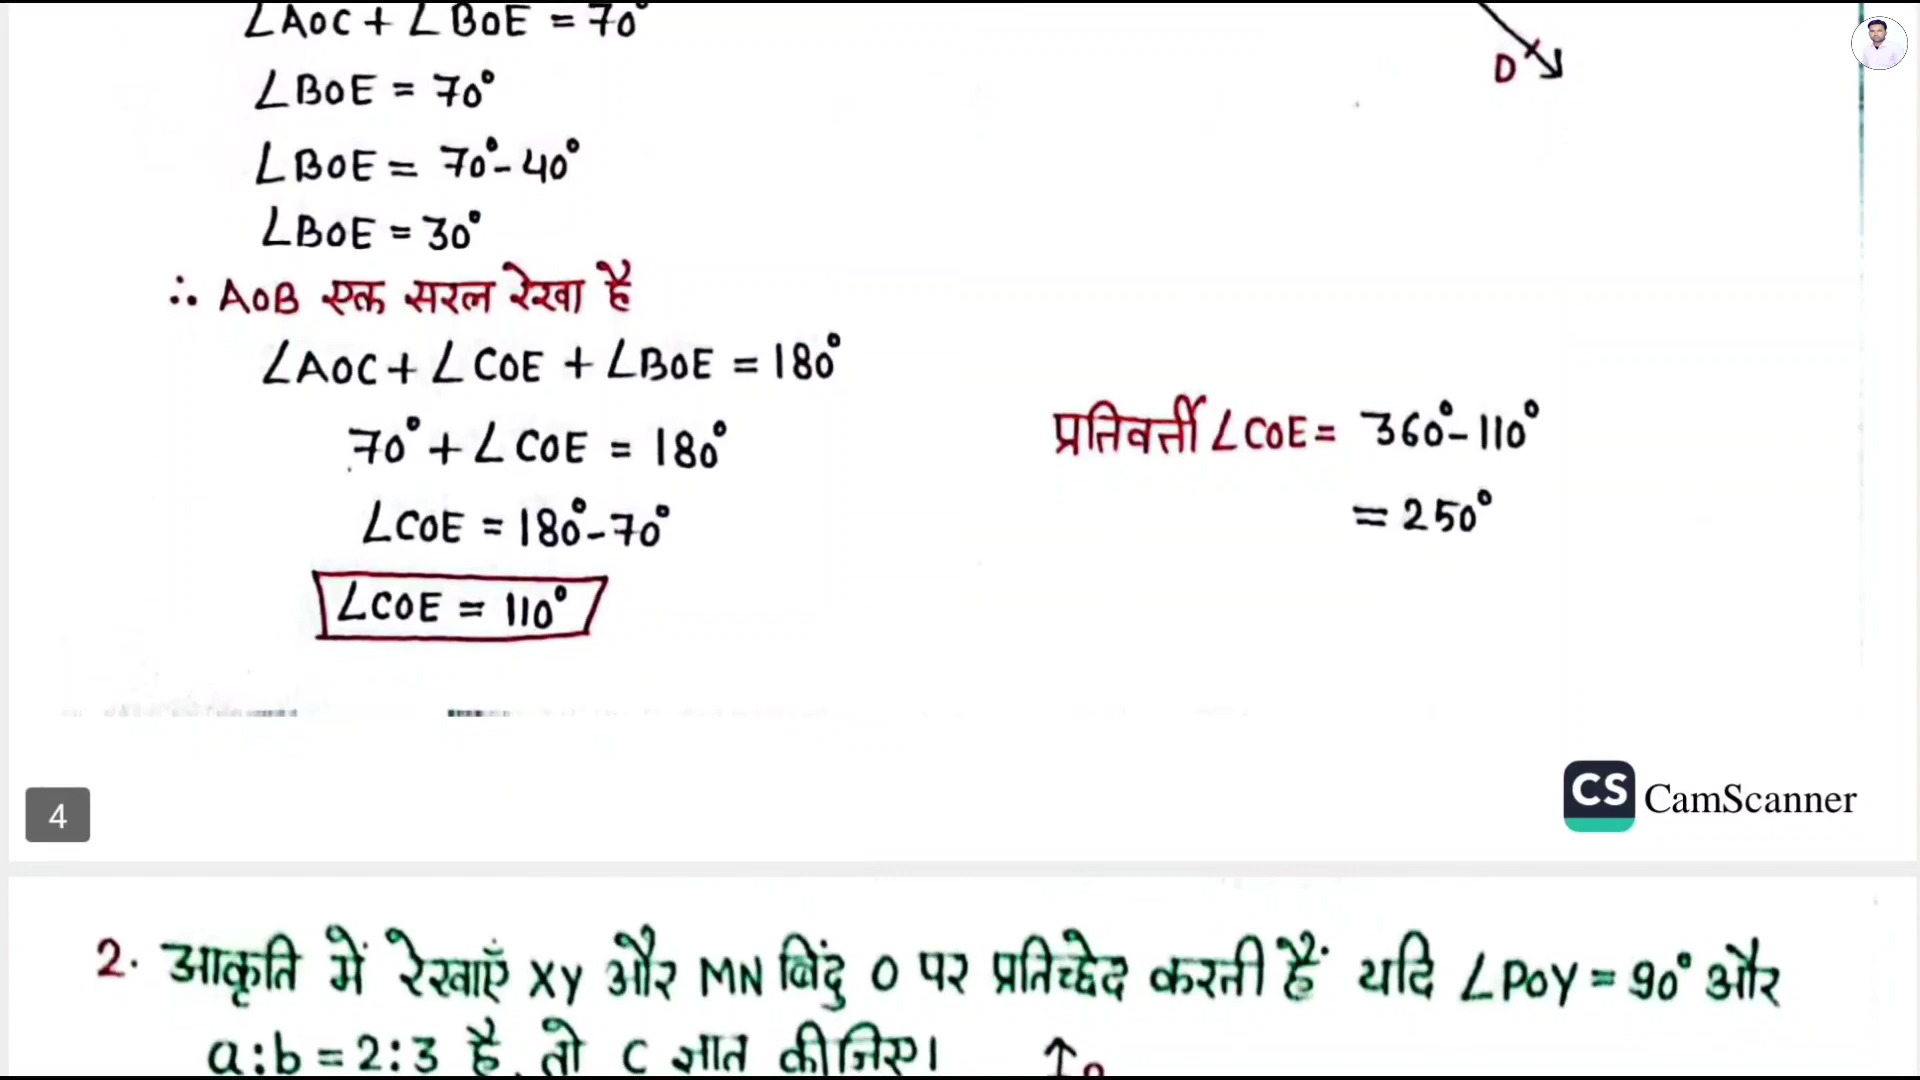 ∠AOC + ∠BOE = 70°
∠BOE = 70°
∠BOE = 70° - 40°
∠BOE = 30°
∴ AOB एक सरल रेखा है
∠AOC + ∠COE + ∠BOE = 180°
70° + ∠COE = 180°
∠COE = 180° - 70°
∠COE = 110°
D
प्रतिवर्ती ∠COE = 360° - 110°
= 250°
4
CS CamScanner
2. आकृति में रेखाएँ XY और MN बिंदु O पर प्रतिच्छेद करती हैं यदि ∠POY = 90° और
a:b = 2:3 है, तो C ज्ञात कीजिए।